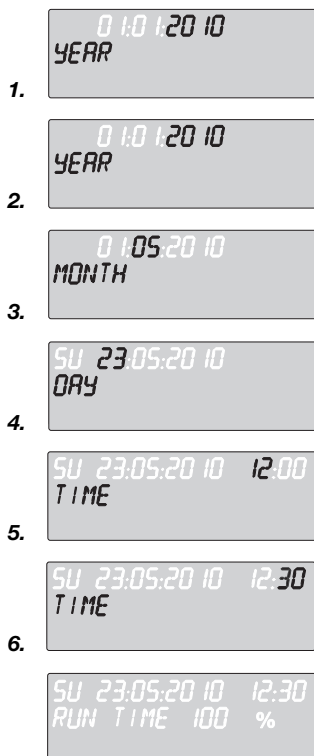 01:01:2010
YEAR
1.
01:01:2010
YEAR
2.
01:05:2010
MONTH
3.
SU 23:05:2010
DAY
4.
SU 23:05:2010 12:00
TIME
5.
SU 23:05:2010 12:30
TIME
6.
SU 23:05:2010 12:30
RUN TIME 100 %